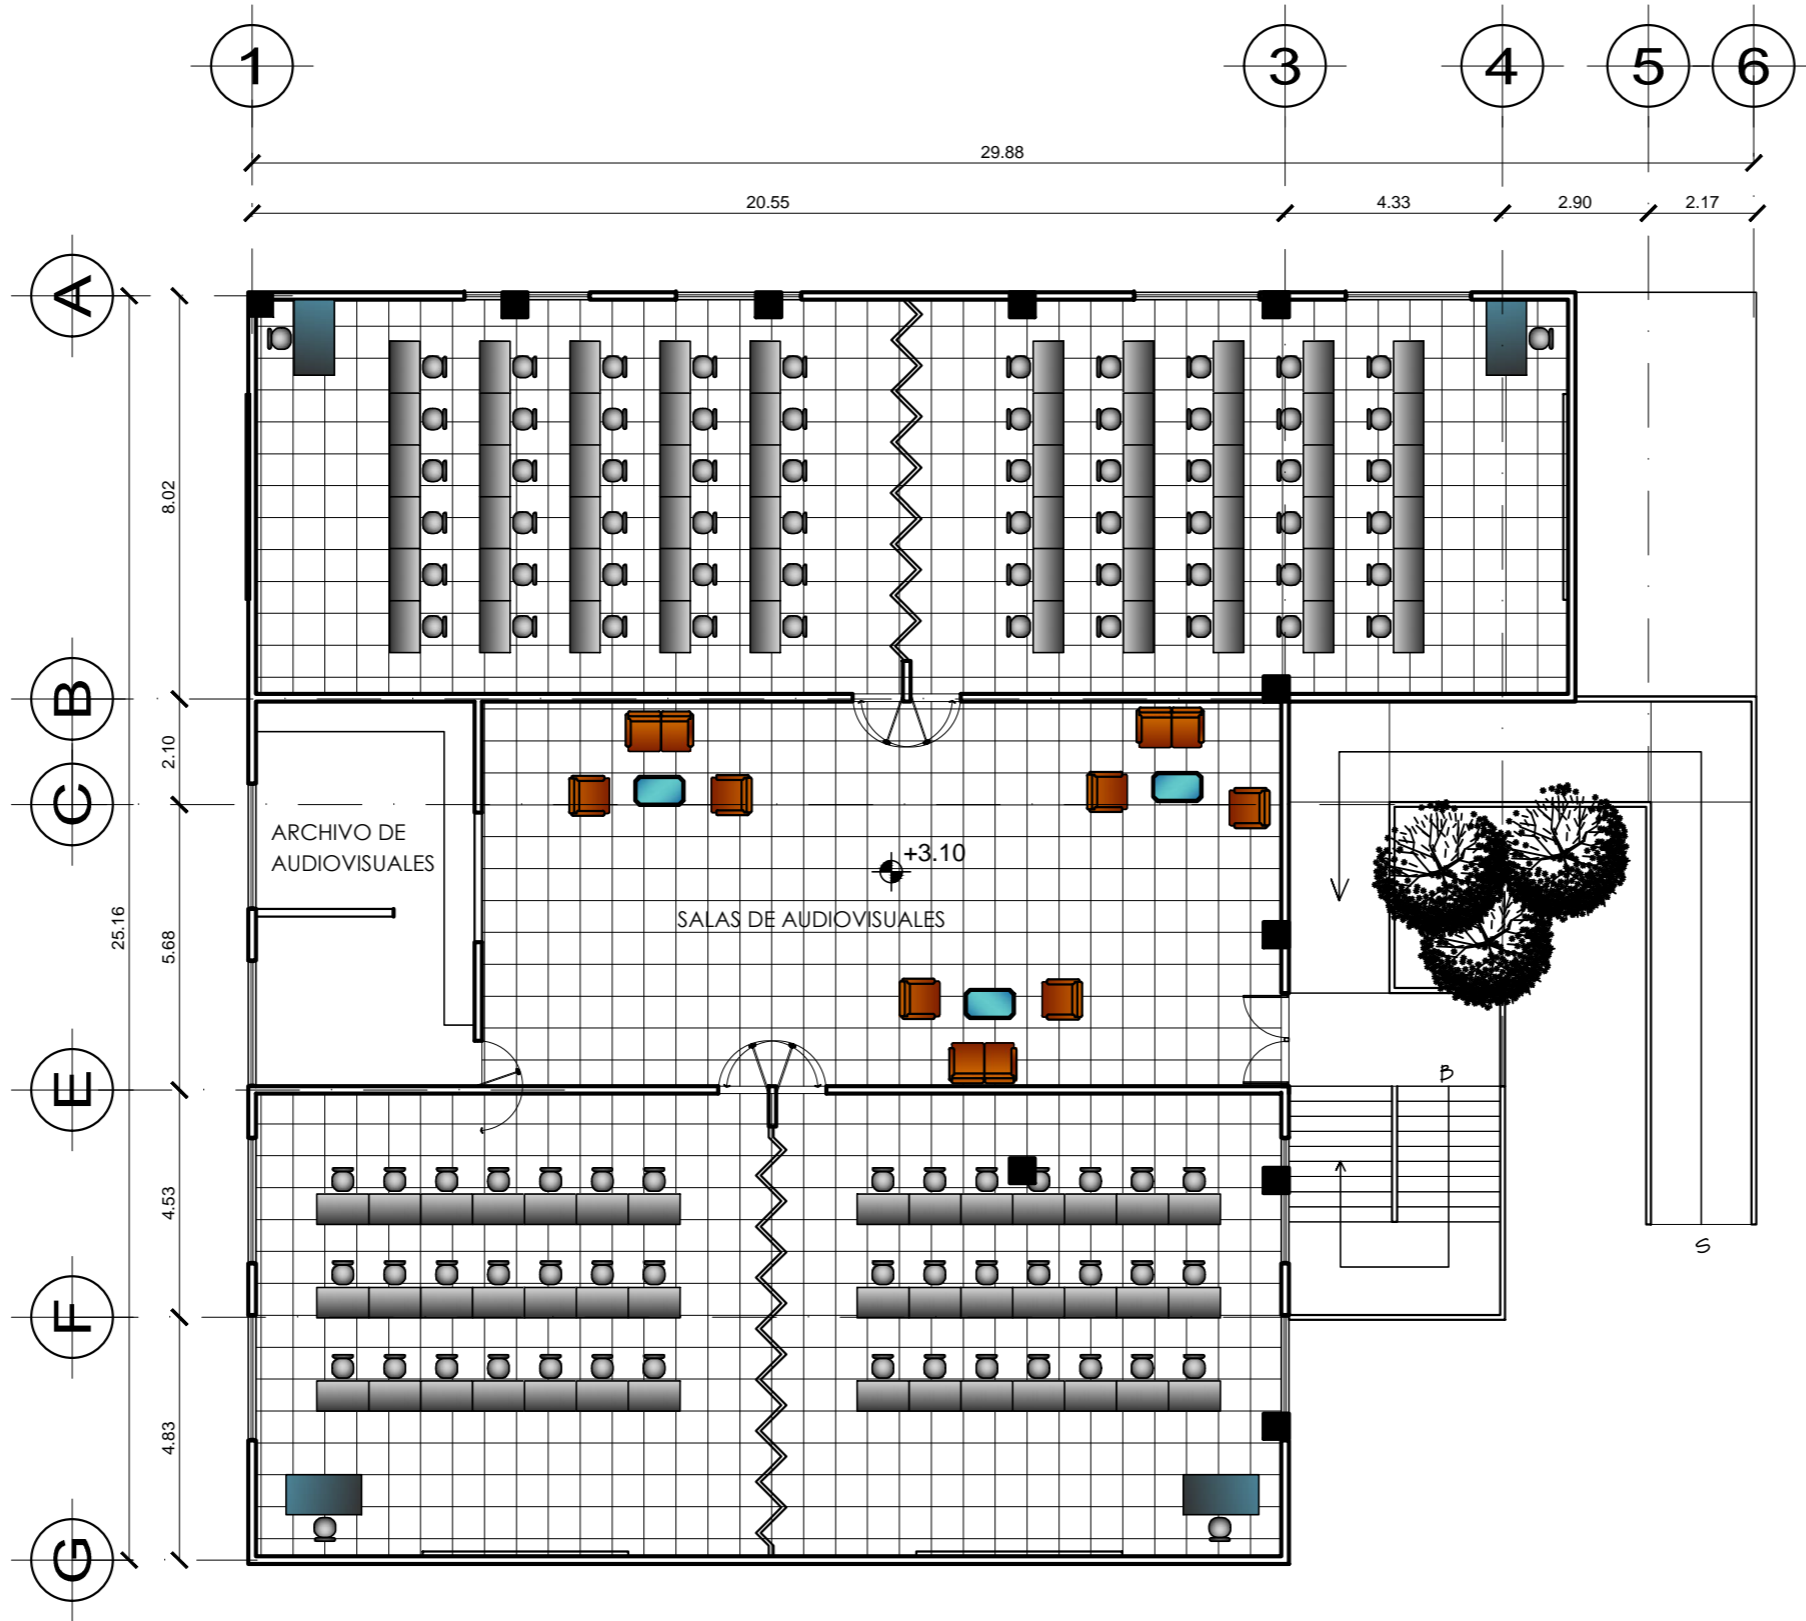 1 3 4 5 6
29.88
20.55 4.33 2.90 2.17
A
8.02
B
2.10
C
ARCHIVO DE
AUDIOVISUALES
+3.10
SALAS DE AUDIOVISUALES
25.16
5.68
E
B
4.53
S
F
4.83
G